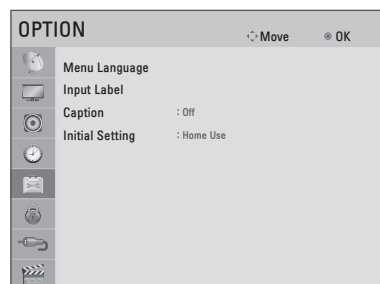 OPTION
Move
OK
Menu Language
Input Label
Caption : Off
Initial Setting : Home Use